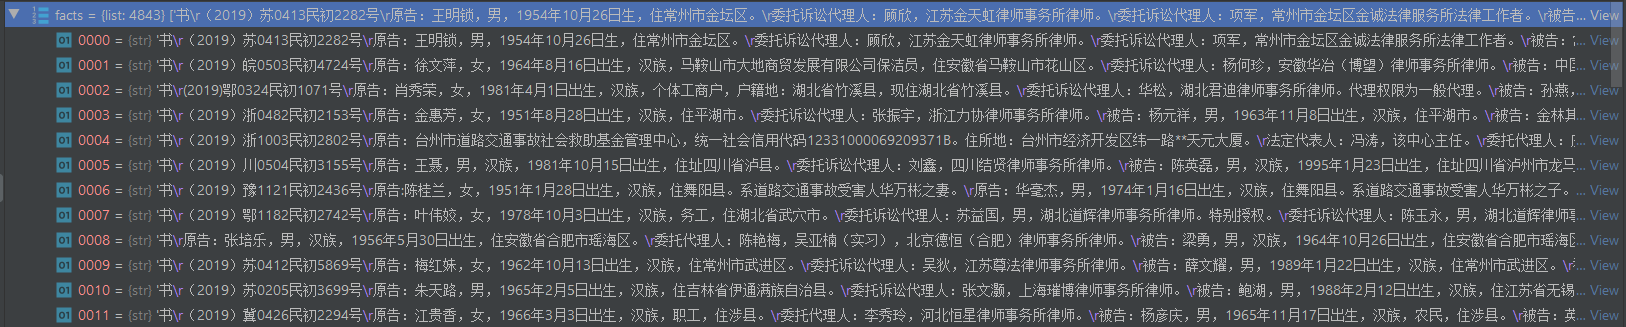 facts = {list: 4843} ['书\r（2019）苏0413民初2282号\r原告：王明锁，男，1954年10月26日生，住常州市金坛区。\r委托诉讼代理人：顾欣，江苏金天虹律师事务所律师。\r委托诉讼代理人：项军，常州市金坛区金诚法律服务所法律工作者。\r被告... View
0000 = {str} '书\r（2019）苏0413民初2282号\r原告：王明锁，男，1954年10月26日生，住常州市金坛区。\r委托诉讼代理人：顾欣，江苏金天虹律师事务所律师。\r委托诉讼代理人：项军，常州市金坛区金诚法律服务所法律工作者。\r被告：... View
0001 = {str} '书\r（2019）皖0503民初4724号\r原告：徐文萍，女，1964年8月16日出生，汉族，马鞍山市大地商贸发展有限公司保洁员，住安徽省马鞍山市花山区。\r委托诉讼代理人：杨何珍，安徽华冶（博望）律师事务所律师。\r被告：中国... View
0002 = {str} '书\r(2019)鄂0324民初1071号\r原告：肖秀荣，女，1981年4月1日出生，汉族，个体工商户，户籍地：湖北省竹溪县，现住湖北省竹溪县。\r委托诉讼代理人：华松，湖北君迪律师事务所律师。代理权限为一般代理。\r被告：孙燕，... View
0003 = {str} '书\r（2019）浙0482民初2153号\r原告：金惠芳，女，1951年8月28日出生，汉族，住平湖市。\r委托诉讼代理人：张振宇，浙江力协律师事务所律师。\r被告：杨元祥，男，1963年11月8日出生，汉族，住平湖市。\r被告：金林... View
0004 = {str} '书\r（2019）浙1003民初2802号\r原告：台州市道路交通事故社会救助基金管理中心，统一社会信用代码12331000069209371B。住所地：台州市经济开发区纬一路**天元大厦。\r法定代表人：冯涛，该中心主任。\r委托代理人：... View
0005 = {str} '书\r（2019）川0504民初3155号\r原告：王聂，男，汉族，1981年10月15日出生，住址四川省泸县。\r委托诉讼代理人：刘鑫，四川结贤律师事务所律师。\r被告：陈英磊，男，汉族，1995年1月23日出生，住址四川省泸州市龙马... View
0006 = {str} '书\r（2019）豫1121民初2436号\r原告:陈桂兰，女，1951年1月28日出生，汉族，住舞阳县。系道路交通事故受害人华万彬之妻。\r原告：华毫杰，男，1974年1月16日出生，汉族，住舞阳县。系道路交通事故受害人华万彬之子。... View
0007 = {str} '书\r（2019）鄂1182民初2742号\r原告：叶伟姣，女，1978年10月3日出生，汉族，务工，住湖北省武穴市。\r委托诉讼代理人：苏益国，男，湖北道辉律师事务所律师。特别授权。\r委托诉讼代理人：陈玉永，男，湖北道辉律师... View
0008 = {str} '书\r原告：张培乐，男，汉族，1956年5月30日出生，住安徽省合肥市瑶海区。\r委托代理人：陈艳梅，吴亚楠（实习），北京德恒（合肥）律师事务所律师。\r被告：梁勇，男，汉族，1964年10月26日出生，住安徽省合肥市瑶海... View
0009 = {str} '书\r（2019）苏0412民初5869号\r原告：梅红妹，女，1962年10月13日出生，汉族，住常州市武进区。\r委托诉讼代理人：吴狄，江苏尊法律师事务所律师。\r被告：薛文耀，男，1989年1月22日出生，汉族，住常州市武进区。\r... View
0010 = {str} '书\r（2019）苏0205民初3699号\r原告：朱天路，男，1965年2月5日出生，汉族，住吉林省伊通满族自治县。\r委托诉讼代理人：张文灏，上海璀博律师事务所律师。\r被告：鲍湖，男，1988年2月12日出生，汉族，住江苏省无锡... View
0011 = {str} '书\r（2019）冀0426民初2294号\r原告：江贵香，女，1966年3月3日出生，汉族，职工，住涉县。\r委托诉讼代理人：李秀玲，河北恒星律师事务所律师。\r被告：杨彦庆，男，1965年11月17日出生，汉族，农民，住涉县。\r被告：... View